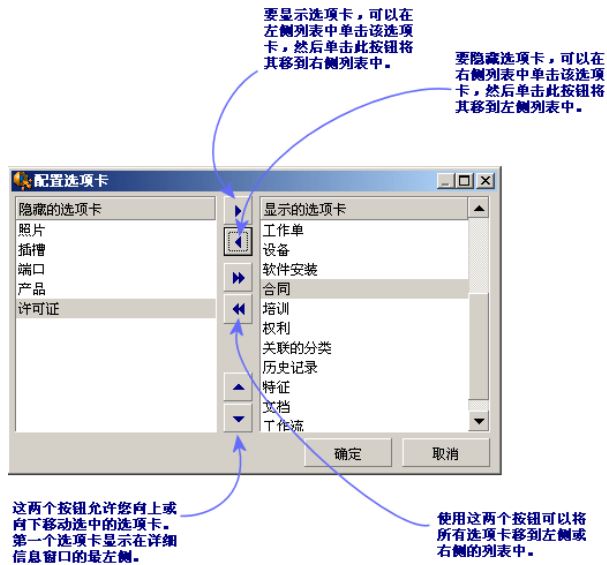 要显示选项卡，可以在
左侧列表中单击该选项
卡，然后单击此按钮将
其移到右侧列表中。
要隐藏选项卡，可以在
右侧列表中单击该选项
卡，然后单击此按钮将
其移到左侧列表中。
配置选项卡
隐藏的选项卡
照片
插槽
端口
产品
许可证
显示的选项卡
工作单
设备
软件安装
合同
培训
权利
关联的分类
历史记录
特征
文档
工作流
确定
取消
这两个按钮允许您向上或
向下移动选中的选项卡。
第一个选项卡显示在详细
信息窗口的最左侧。
使用这两个按钮可以将
所有选项卡移到左侧或
右侧的列表中。